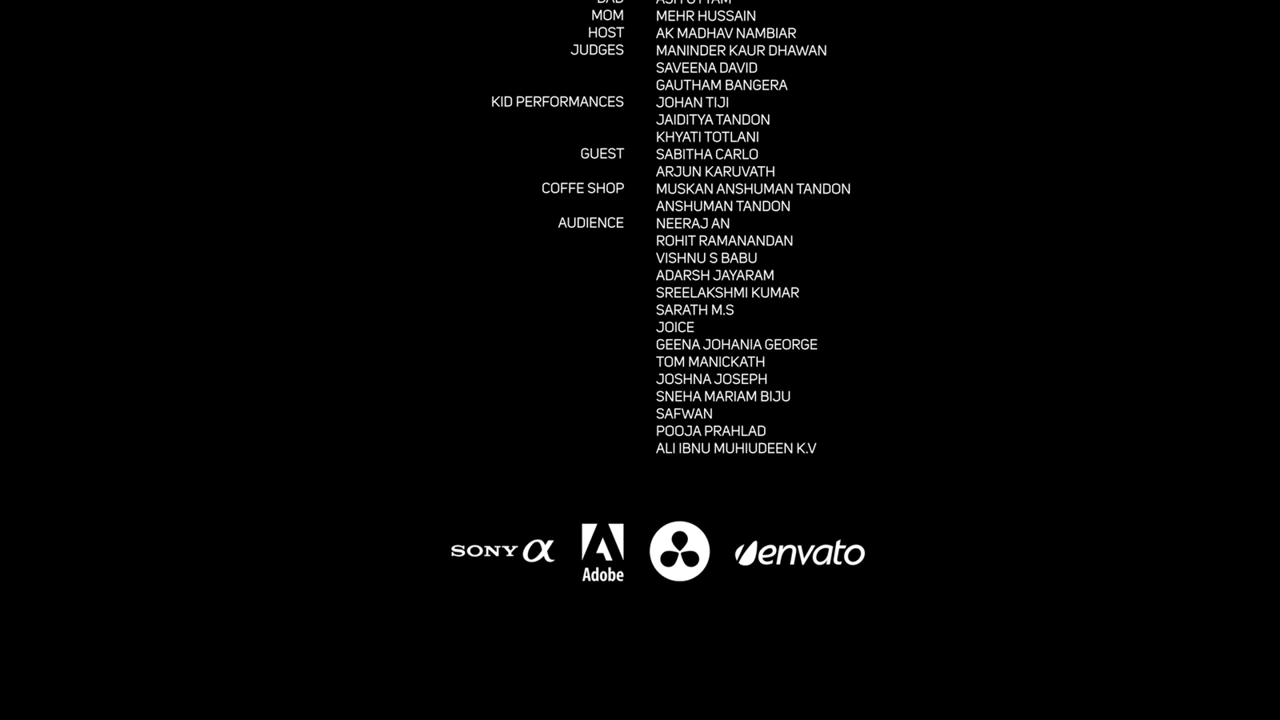 MOM MEHR HUSSAIN
HOST AK MADHAV NAMBIAR
JUDGES MANINDER KAUR DHAWAN
SAVEENA DAVID
GAUTHAM BANGERA
KID PERFORMANCES JOHAN TIJI
JAIDITYA TANDON
KHYATI TOTLANI
GUEST SABITHA CARLO
ARJUN KARUVATH
COFFE SHOP MUSKAN ANSHUMAN TANDON
ANSHUMAN TANDON
AUDIENCE NEERAJ AN
ROHIT RAMANANDAN
VISHNU S BABU
ADARSH JAYARAM
SREELAKSHMI KUMAR
SARATH M.S
JOICE
GEENA JOHANIA GEORGE
TOM MANICKATH
JOSHNA JOSEPH
SNEHA MARIAM BIJU
SAFWAN
POOJA PRAHLAD
ALI IBNU MUHIUDEEN K.V
SONY α Adobe envato